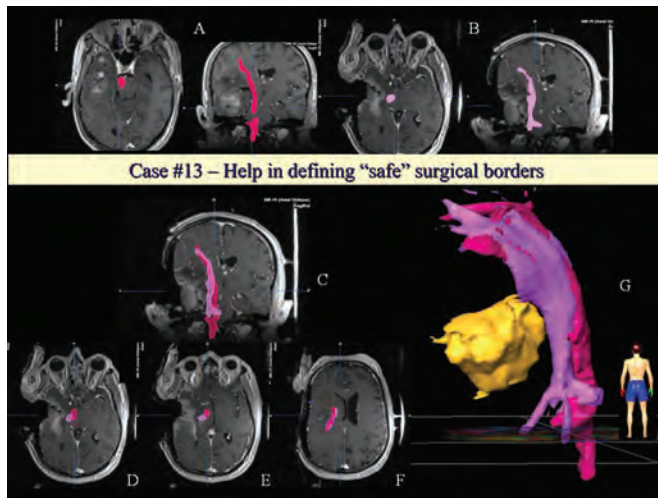 A
B
Case #13 – Help in defining “safe” surgical borders
C
G
D
E
F